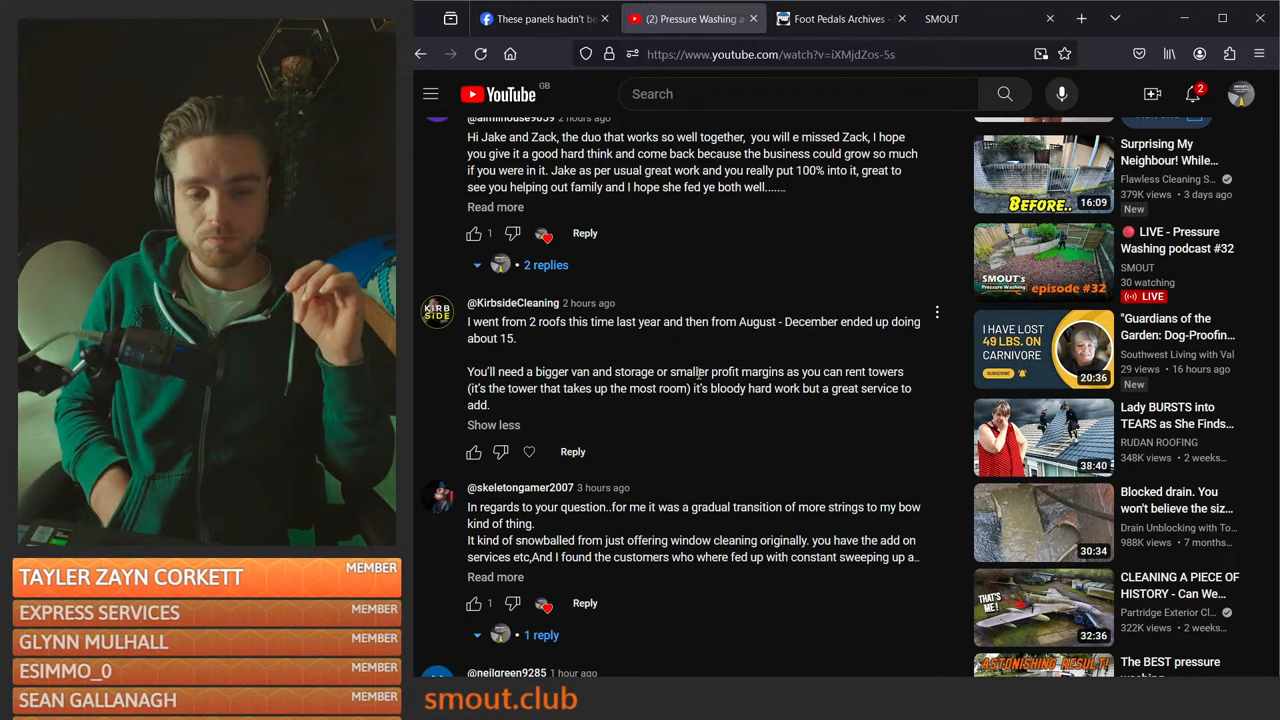 These panels hadn't be
(2) Pressure Washing a
Foot Pedals Archives -
SMOUT
https://www.youtube.com/watch?v=iXMjdZos-5s
YouTube GB
Search
2
2 hours ago
Hi Jake and Zack, the duo that works so well together, you will e missed Zack, I hope
you give it a good hard think and come back because the business could grow so much
if you were in it. Jake as per usual great work and you really put 100% into it, great to
see you helping out family and I hope she fed ye both well.......
Read more
1
Reply
• 2 replies
KIRB
SIDE
@KirbsideCleaning 2 hours ago
I went from 2 roofs this time last year and then from August - December ended up doing
about 15.
You'll need a bigger van and storage or smaller profit margins as you can rent towers
(it's the tower that takes up the most room) it's bloody hard work but a great service to
add.
Show less
Reply
@skeletongamer2007 3 hours ago
In regards to your question..for me it was a gradual transition of more strings to my bow
kind of thing.
It kind of snowballed from just offering window cleaning originally. you have the add on
services etc,And I found the customers who where fed up with constant sweeping up a...
Read more
1
Reply
• 1 reply
@neilgreen9285 1 hour ago
BEFORE..
16:09
Surprising My
Neighbour! While...
Flawless Cleaning S...
379K views • 3 days ago
New
SMOUT's
Pressure Washing
episode #32
LIVE - Pressure
Washing podcast #32
SMOUT
30 watching
LIVE
I HAVE LOST
49 LBS. ON
CARNIVORE
SUBSCRIBE
20:36
"Guardians of the
Garden: Dog-Proofin...
Southwest Living with Val
29 views • 16 hours ago
New
38:40
Lady BURSTS into
TEARS as She Finds...
RUDAN ROOFING
348K views • 2 weeks...
30:34
Blocked drain. You
won't believe the siz...
Drain Unblocking with To...
988K views • 7 months...
THAT'S
ME!
32:36
CLEANING A PIECE OF
HISTORY - Can We...
Partridge Exterior Cl...
322K views • 2 weeks...
ASTONISHING RESULT!
The BEST pressure
TAYLER ZAYN CORKETT MEMBER
EXPRESS SERVICES MEMBER
GLYNN MULHALL MEMBER
ESIMMO_0 MEMBER
SEAN GALLANAGH MEMBER
smout.club